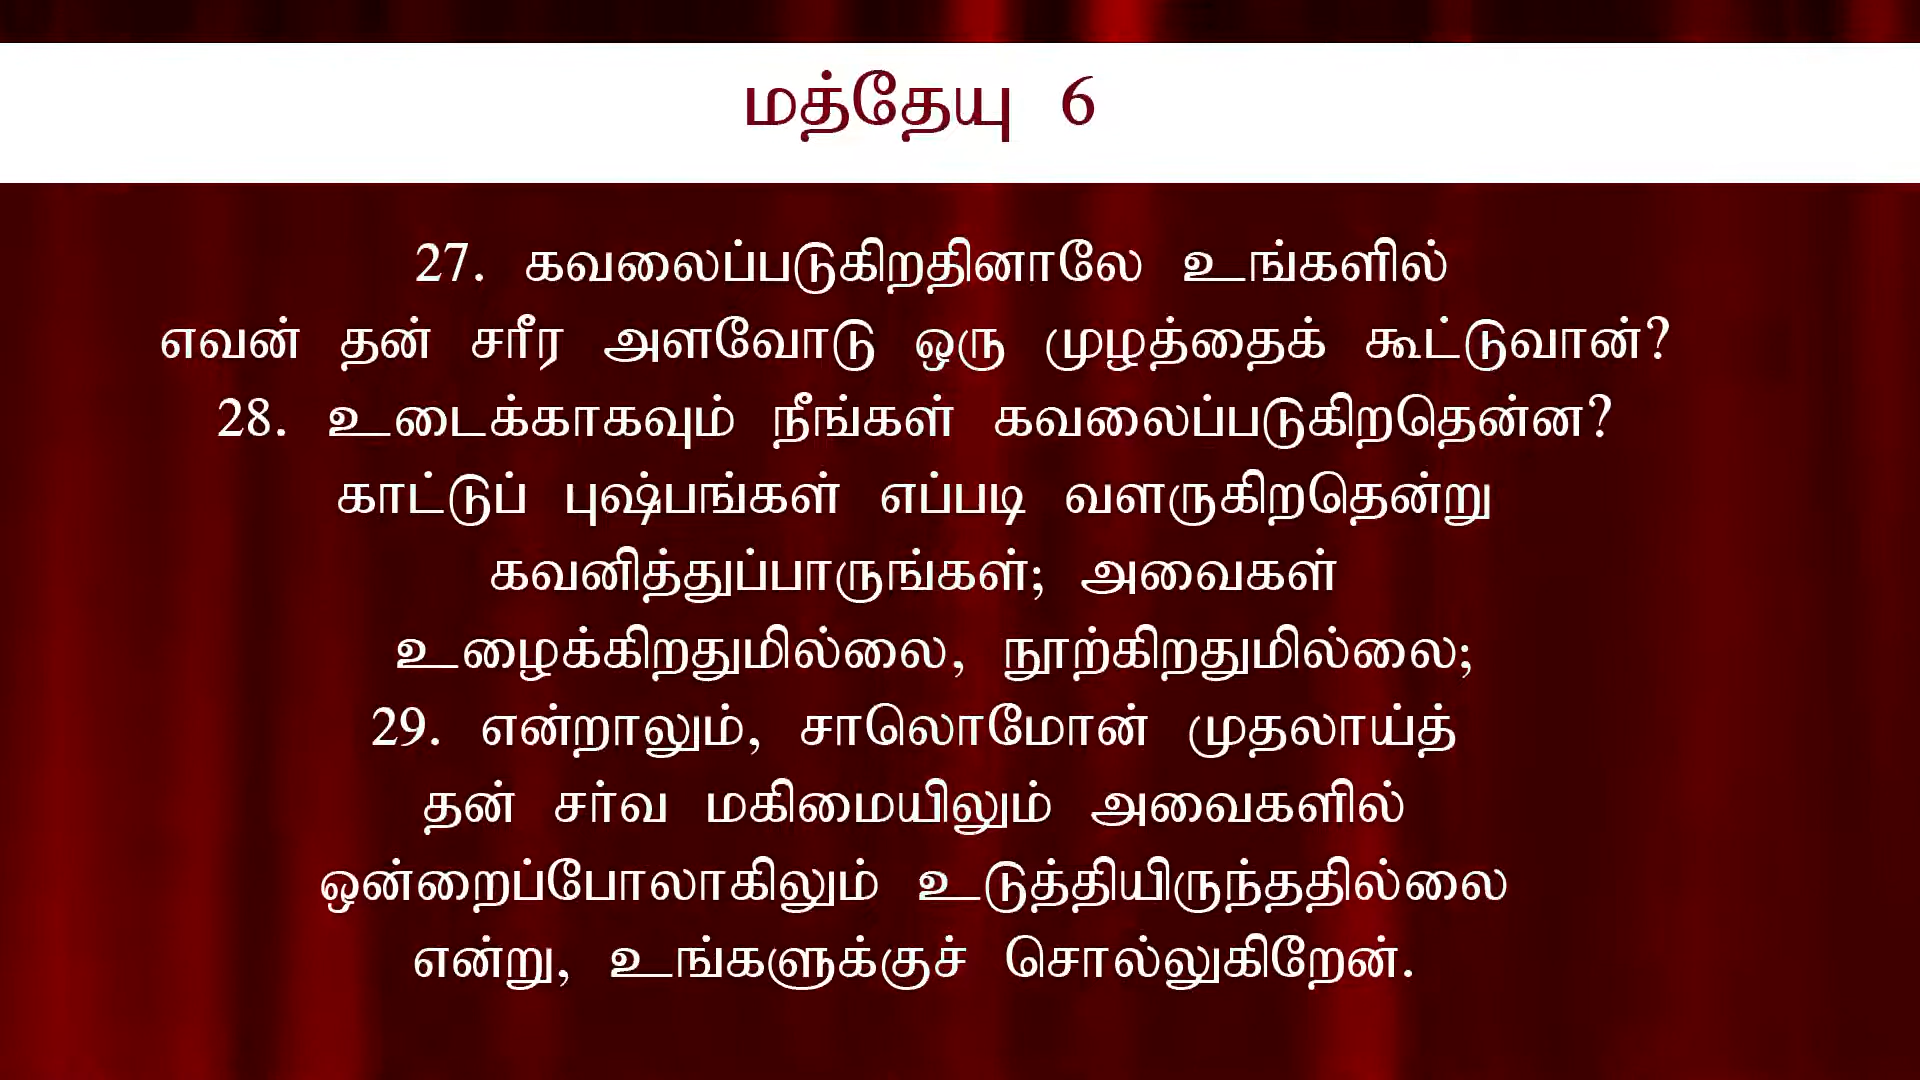 மத்தேயு 6
27. கவலைப்படுகிறதினாலே உங்களில்
எவன் தன் சரீர அளவோடு ஒரு முழத்தைக் கூட்டுவான்?
28. உடைக்காகவும் நீங்கள் கவலைப்படுகிறதென்ன?
காட்டுப் புஷ்பங்கள் எப்படி வளருகிறதென்று
கவனித்துப்பாருங்கள்; அவைகள்
உழைக்கிறதுமில்லை, நூற்கிறதுமில்லை;
29. என்றாலும், சாலொமோன் முதலாய்த்
தன் சர்வ மகிமையிலும் அவைகளில்
ஒன்றைப்போலாகிலும் உடுத்தியிருந்ததில்லை
என்று, உங்களுக்குச் சொல்லுகிறேன்.